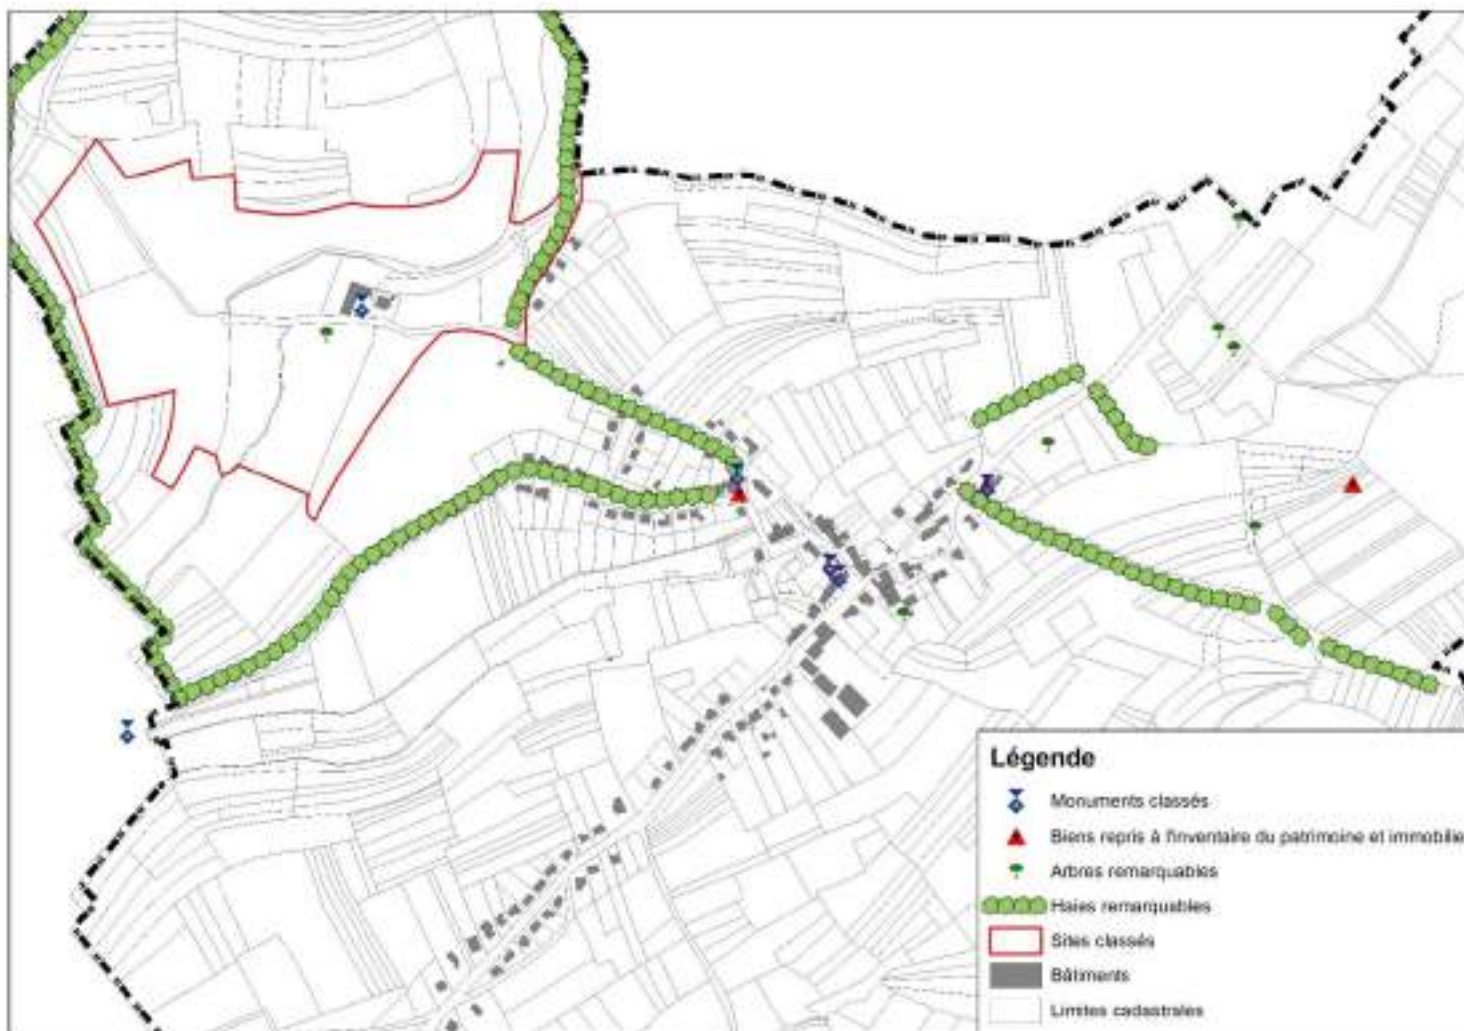 Légende
Monuments classés
Biens repris à l'inventaire du patrimoine et immobilie
Arbres remarquables
Haies remarquables
Sites classés
Bâtiments
Limites cadastrales